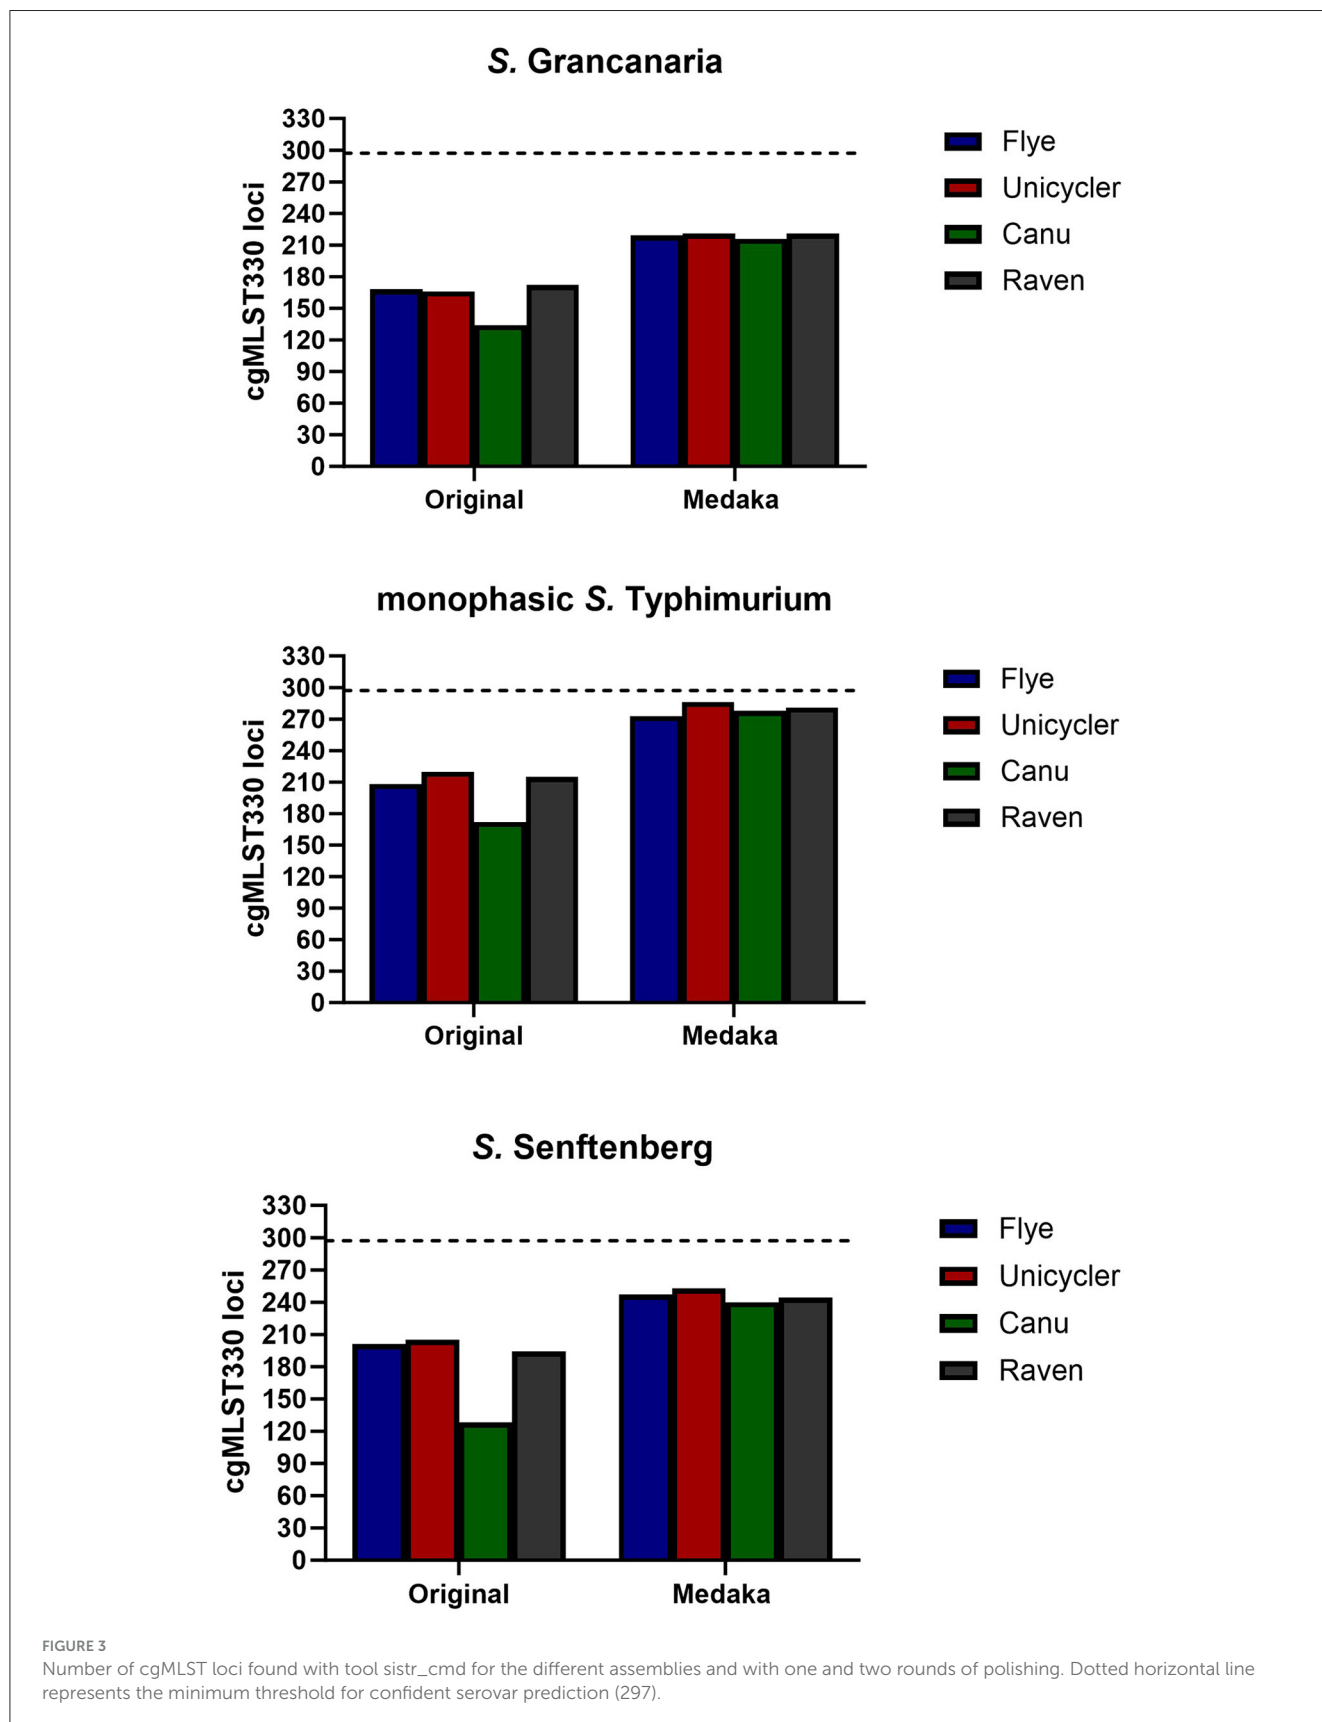 S. Grancanaria
330
300
270
240
210
180
150
120
90
60
30
0
cgMLST330 loci
Original
Medaka
Flye
Unicycler
Canu
Raven
monophasic S. Typhimurium
330
300
270
240
210
180
150
120
90
60
30
0
cgMLST330 loci
Original
Medaka
Flye
Unicycler
Canu
Raven
S. Senftenberg
330
300
270
240
210
180
150
120
90
60
30
0
cgMLST330 loci
Original
Medaka
Flye
Unicycler
Canu
Raven
FIGURE 3
Number of cgMLST loci found with tool sistr_cmd for the different assemblies and with one and two rounds of polishing. Dotted horizontal line
represents the minimum threshold for confident serovar prediction (297).